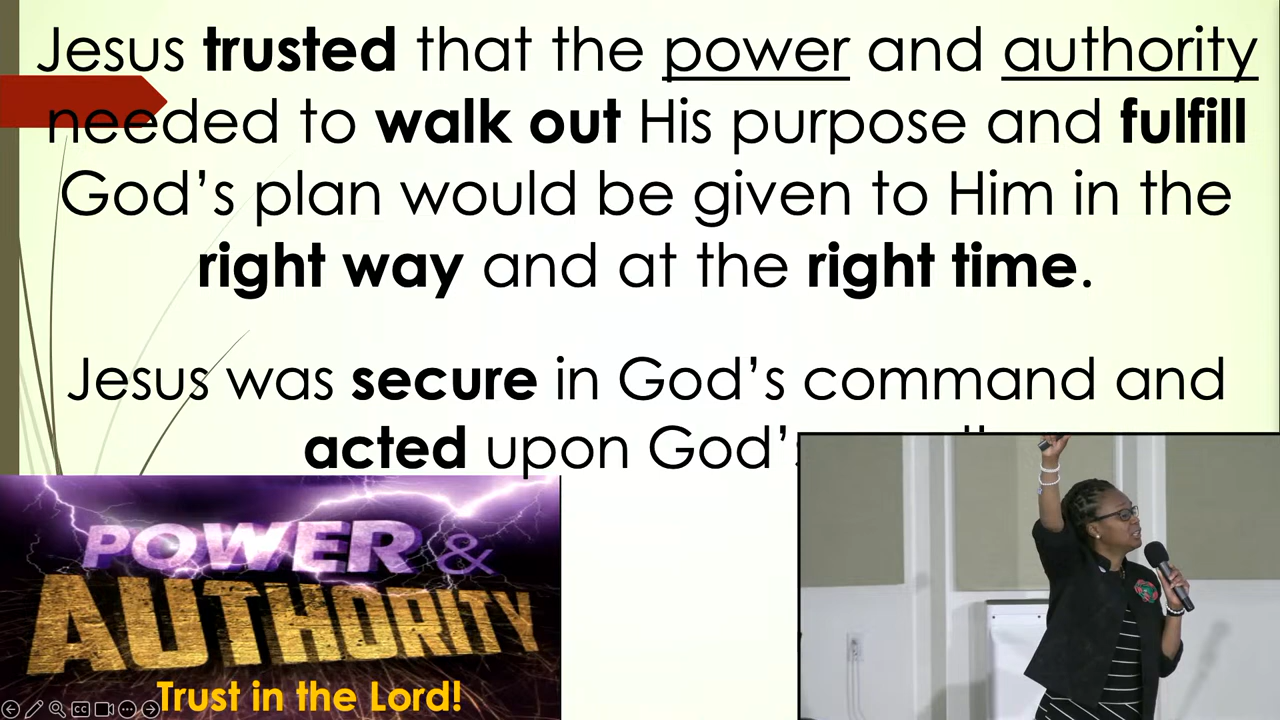 Jesus trusted that the power and authority
needed to walk out His purpose and fulfill
God’s plan would be given to Him in the
right way and at the right time.
Jesus was secure in God’s command and
acted upon God’s
POWER &
AUTHORITY
Trust in the Lord!